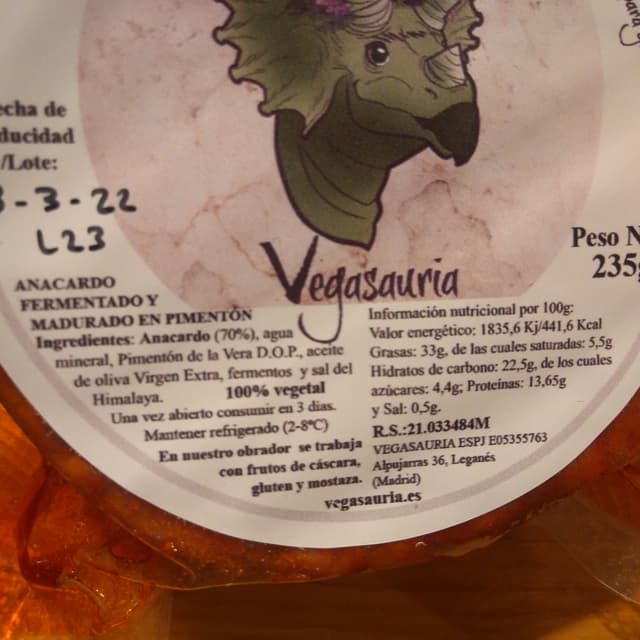 echa de
ducidad
/Lote:
-3-22
L23
Vegasauria
Peso N
235g
ANACARDO
FERMENTADO Y
MADURADO EN PIMENTÓN
Ingredientes: Anacardo (70%), agua
mineral, Pimentón de la Vera D.O.P., aceite
de oliva Virgen Extra, fermentos y sal del
Himalaya. 100% vegetal
Una vez abierto consumir en 3 dias.
Mantener refrigerado (2-8ºC)
En nuestro obrador se trabaja
con frutos de cáscara,
gluten y mostaza.
Información nutricional por 100g:
Valor energético: 1835,6 Kj/441,6 Kcal
Grasas: 33g, de las cuales saturadas: 5,5g
Hidratos de carbono: 22,5g, de los cuales
azúcares: 4,4g; Proteínas: 13,65g
y Sal: 0,5g.
R.S.:21.033484M
VEGASAURIA ESPJ E05355763
Alpujarras 36, Leganés
(Madrid)
vegasauria.es